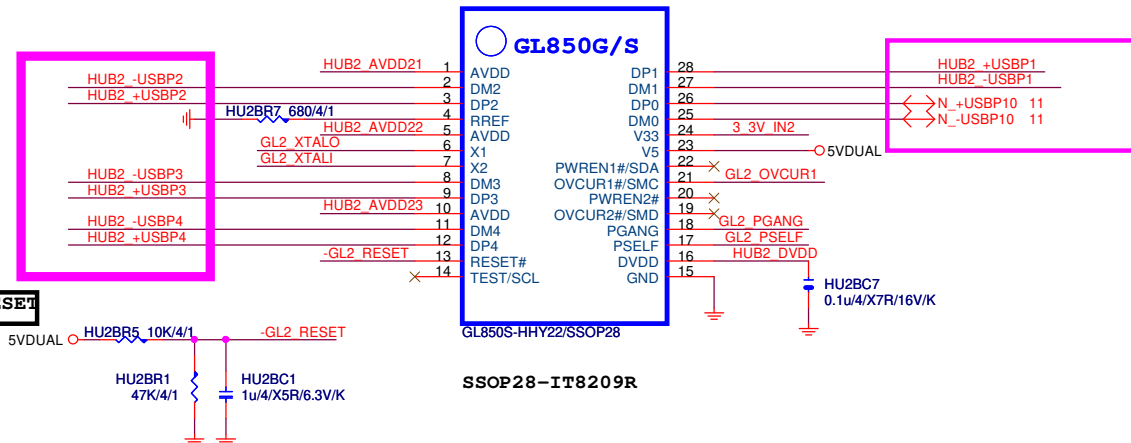 GL850G/S
HUB2_AVDD21 1 AVDD DP1 28 HUB2_+USBP1
HUB2_-USBP2 2 DM2 DM1 27 HUB2_-USBP1
HUB2_+USBP2 3 DP2 DP0 26 N_+USBP10 11
HU2BR7 680/4/1 4 RREF DM0 25 N_-USBP10 11
HUB2_AVDD22 5 AVDD V33 24 3_3V_IN2
GL2_XTALO 6 X1 V5 23 5VDUAL
GL2_XTALI 7 X2 PWREN1#/SDA 22
HUB2_-USBP3 8 DM3 OVCUR1#/SMC 21 GL2_OVCUR1
HUB2_+USBP3 9 DP3 PWREN2# 20
HUB2_AVDD23 10 AVDD OVCUR2#/SMD 19
HUB2_-USBP4 11 DM4 PGANG 18 GL2_PGANG
HUB2_+USBP4 12 DP4 PSELF 17 GL2_PSELF
-GL2_RESET 13 RESET# DVDD 16 HUB2_DVDD
14 TEST/SCL GND 15
HU2BC7
0.1u/4/X7R/16V/K
GL850S-HHY22/SSOP28
SSOP28-IT8209R
SET
5VDUAL HU2BR5 10K/4/1 -GL2_RESET
HU2BR1
47K/4/1
HU2BC1
1u/4/X5R/6.3V/K